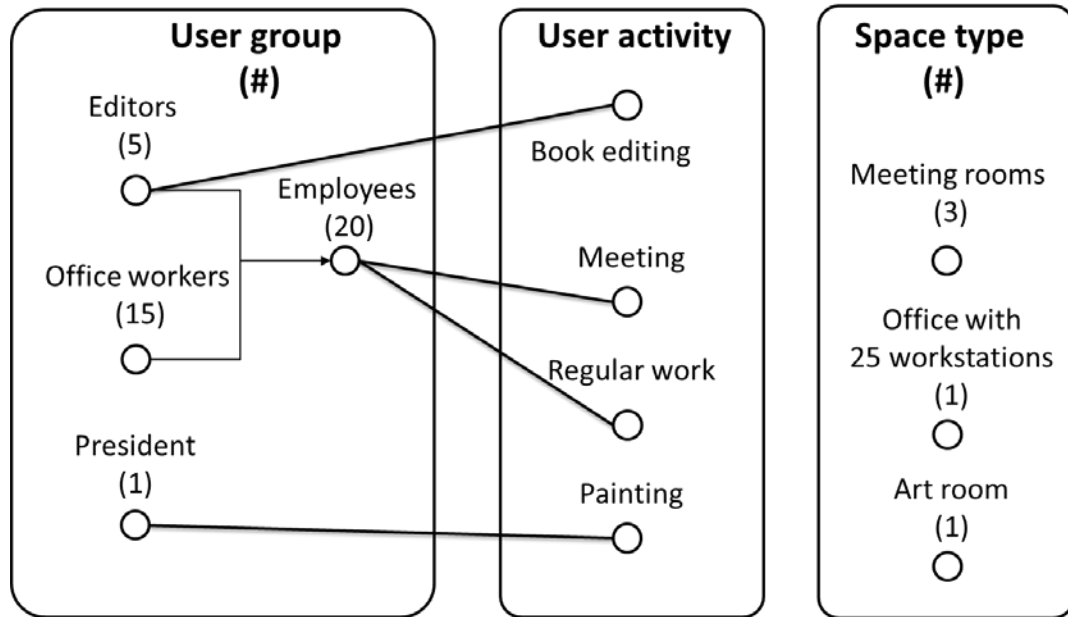 User group
(#)
Editors
(5)
Employees
(20)
Office workers
(15)
President
(1)
User activity
Book editing
Meeting
Regular work
Painting
Space type
(#)
Meeting rooms
(3)
Office with
25 workstations
(1)
Art room
(1)